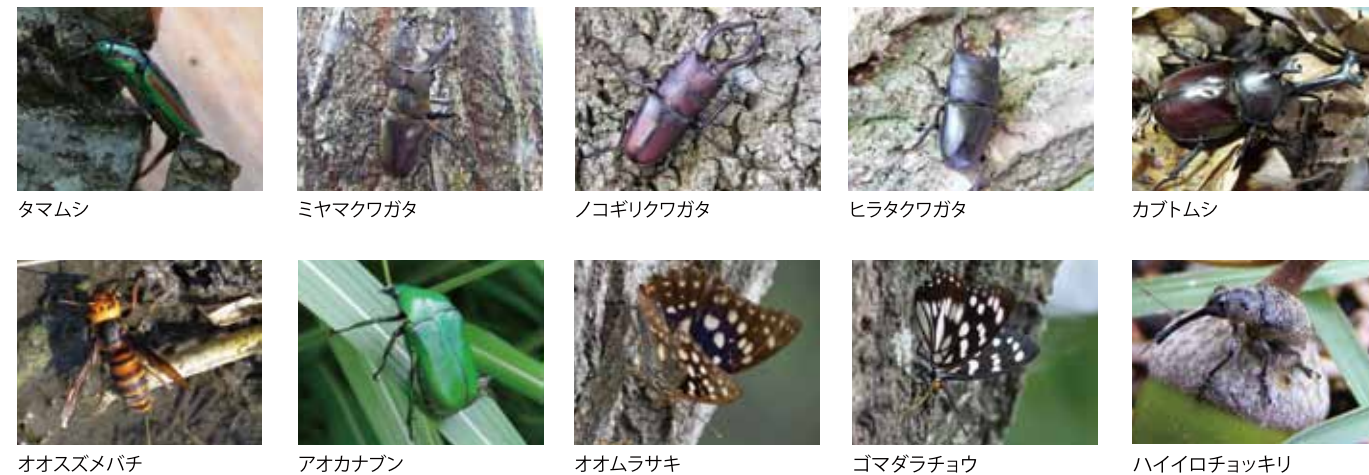 タマムシ
ミヤマクワガタ
ノコギリクワガタ
ヒラタクワガタ
カブトムシ
オオスズメバチ
アオカナブン
オオムラサキ
ゴマダラチョウ
ハイイロチョッキリ